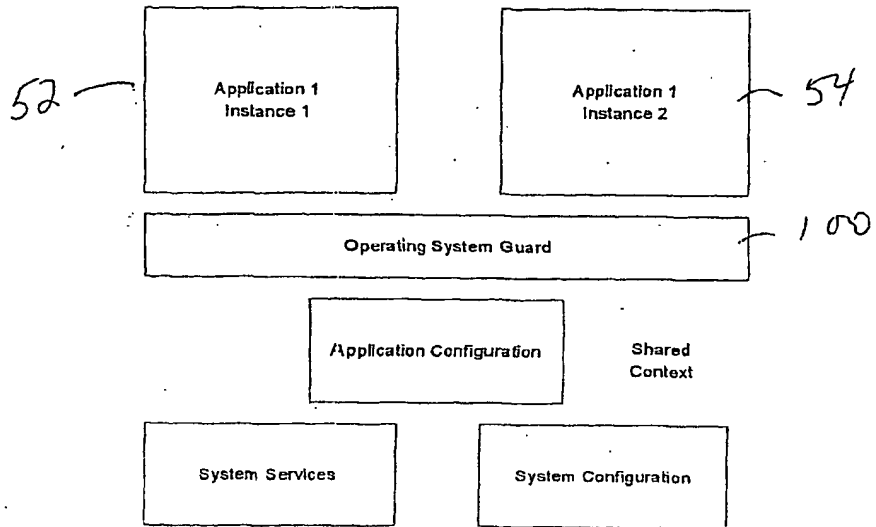 52
Application 1
Instance 1
Application 1
Instance 2
54
Operating System Guard
100
Application Configuration
Shared
Context
System Services
System Configuration